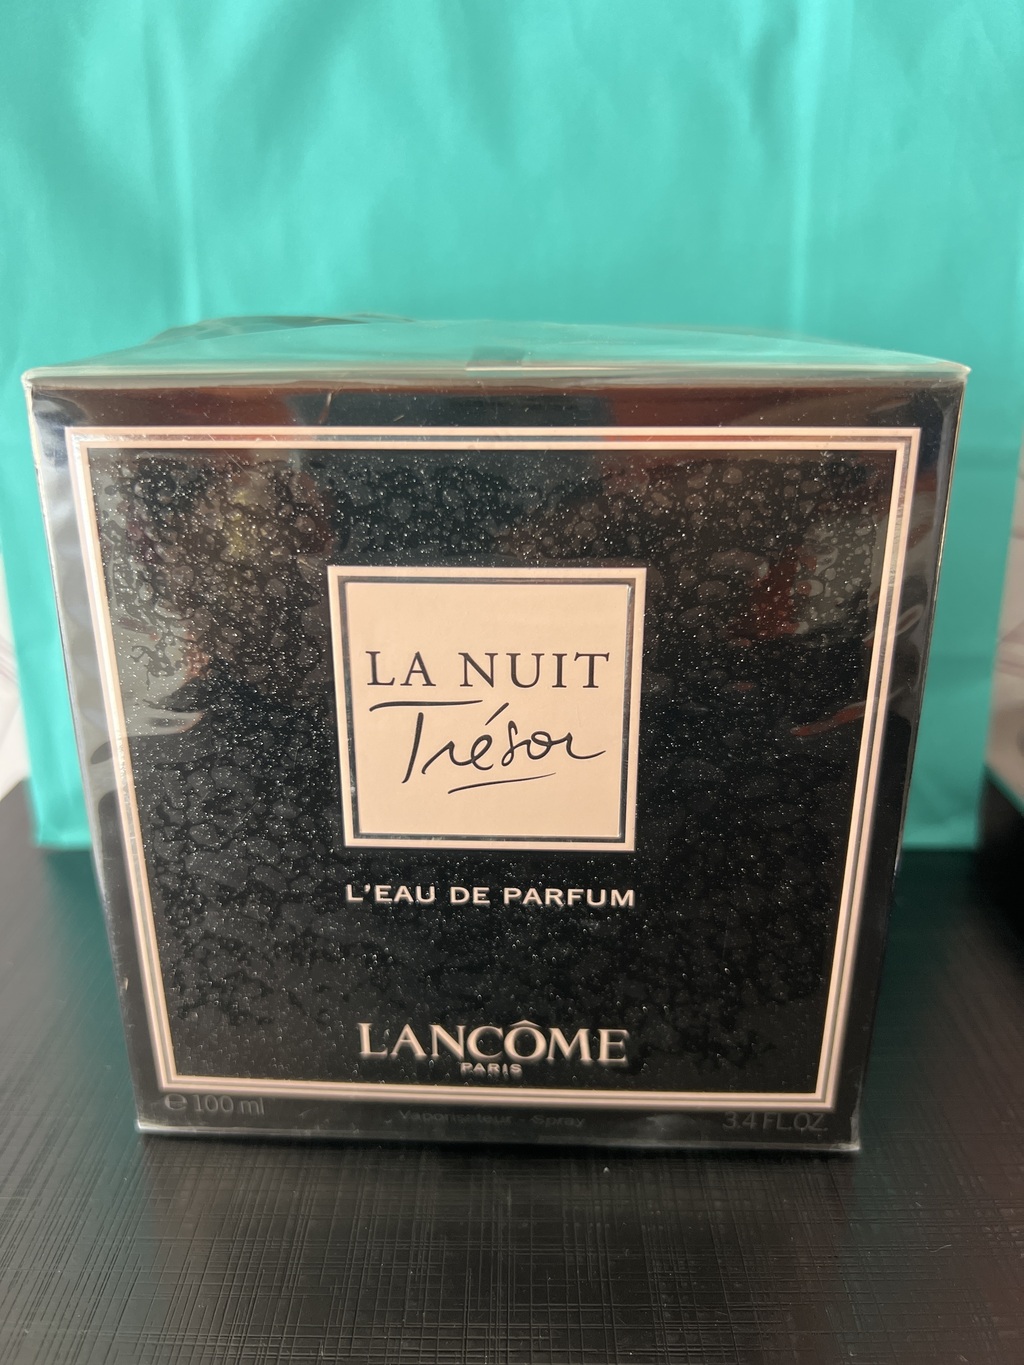 LA NUIT
Trésor
L'EAU DE PARFUM
LANCÔME
PARIS
℮ 100 ml
Vaporisateur - Spray
3.4 FL.OZ.